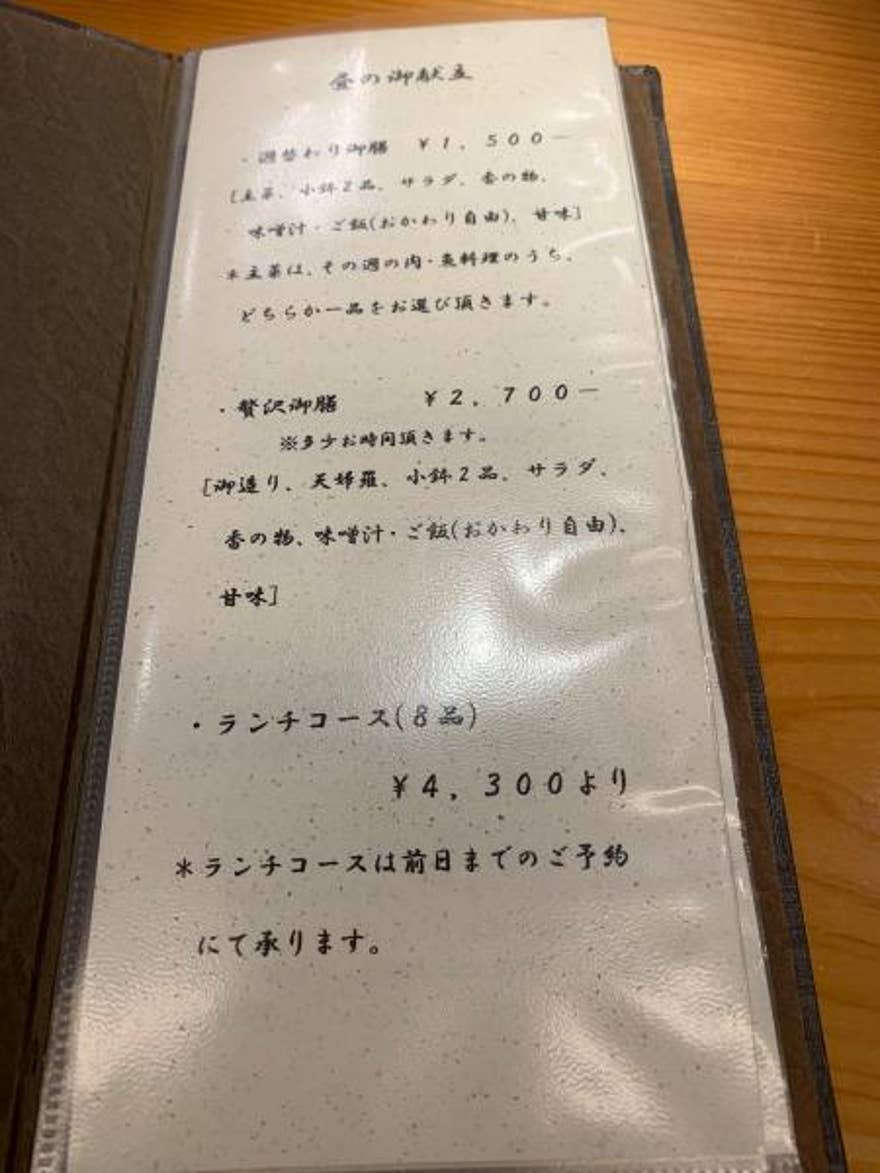 昼の御献立
・週替わり御膳　¥1,500―
[主菜、小鉢2品、サラダ、香の物、
味噌汁・ご飯(おかわり自由)、甘味]
*主菜は、その週の肉・魚料理のうち、
どちらか一品をお選び頂きます。
・贅沢御膳　¥2,700―
※多少お時間頂きます。
[御造り、天婦羅、小鉢2品、サラダ、
香の物、味噌汁・ご飯(おかわり自由)、
甘味]
・ランチコース(8品)
¥4,300より
*ランチコースは前日までのご予約
にて承ります。